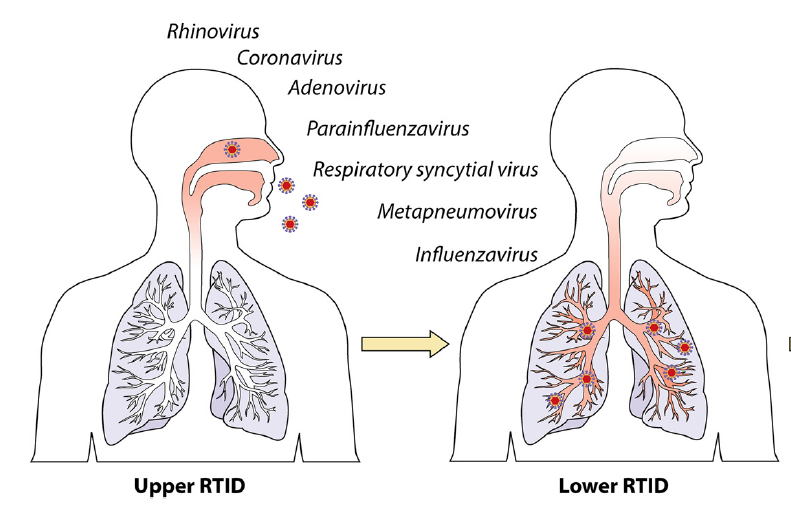 Rhinovirus
Coronavirus
Adenovirus
Parainfluenzavirus
Respiratory syncytial virus
Metapneumovirus
Influenzavirus
Upper RTID
Lower RTID